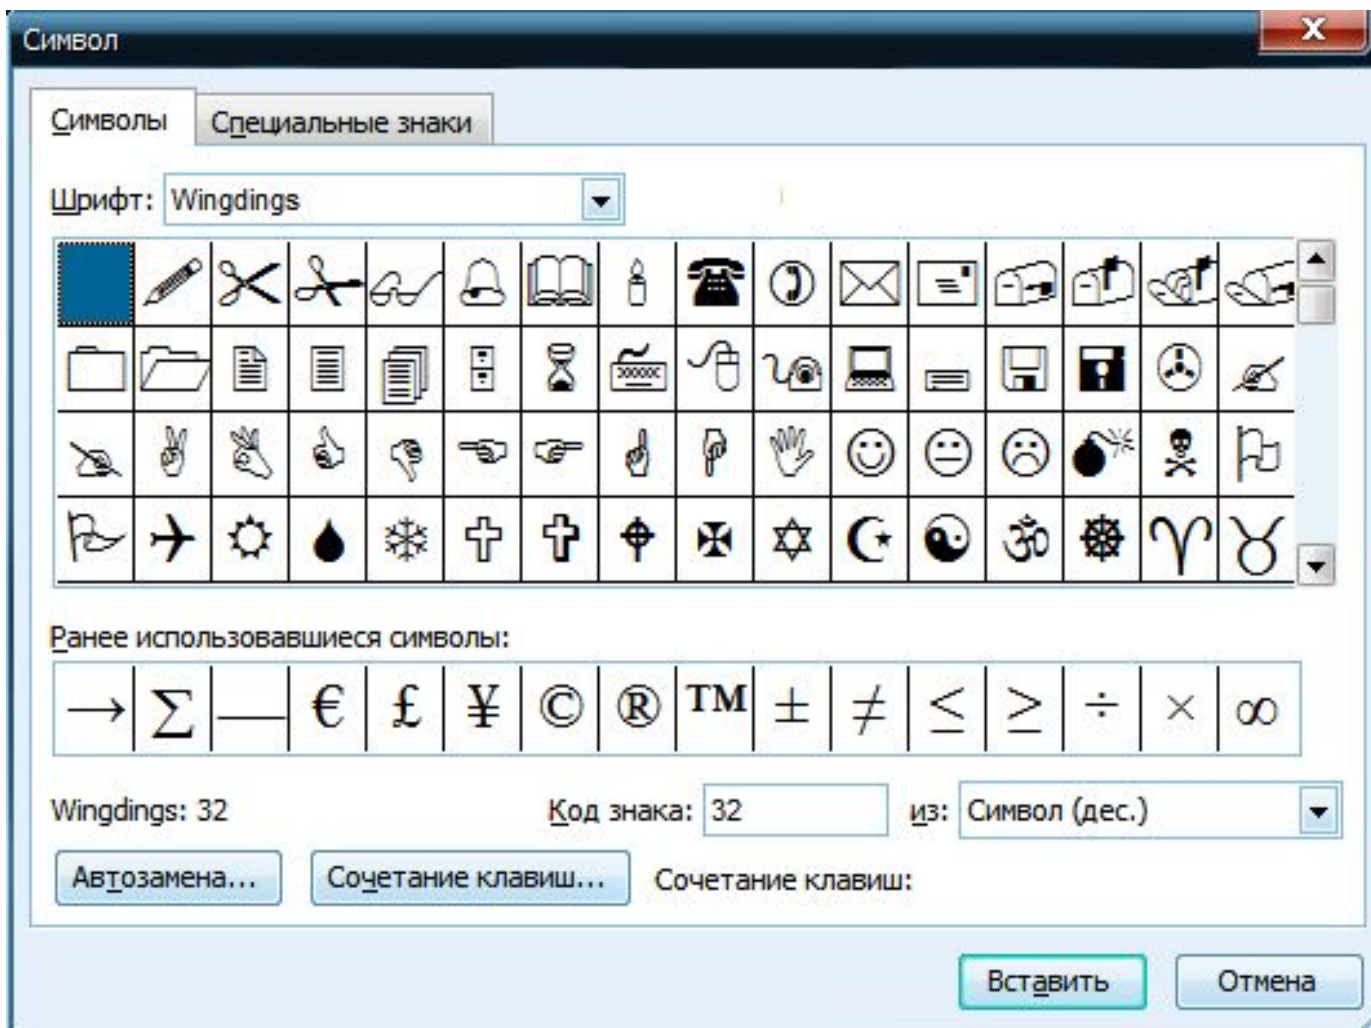 Символ
Символы Специальные знаки
Шрифт: Wingdings
Ранее использовавшиеся символы:
→ ∑ — € £ ¥ © ® ™ ± ≠ ≤ ≥ ÷ × ∞
Wingdings: 32 Код знака: 32 из: Символ (дес.)
Автозамена... Сочетание клавиш... Сочетание клавиш:
Вставить Отмена